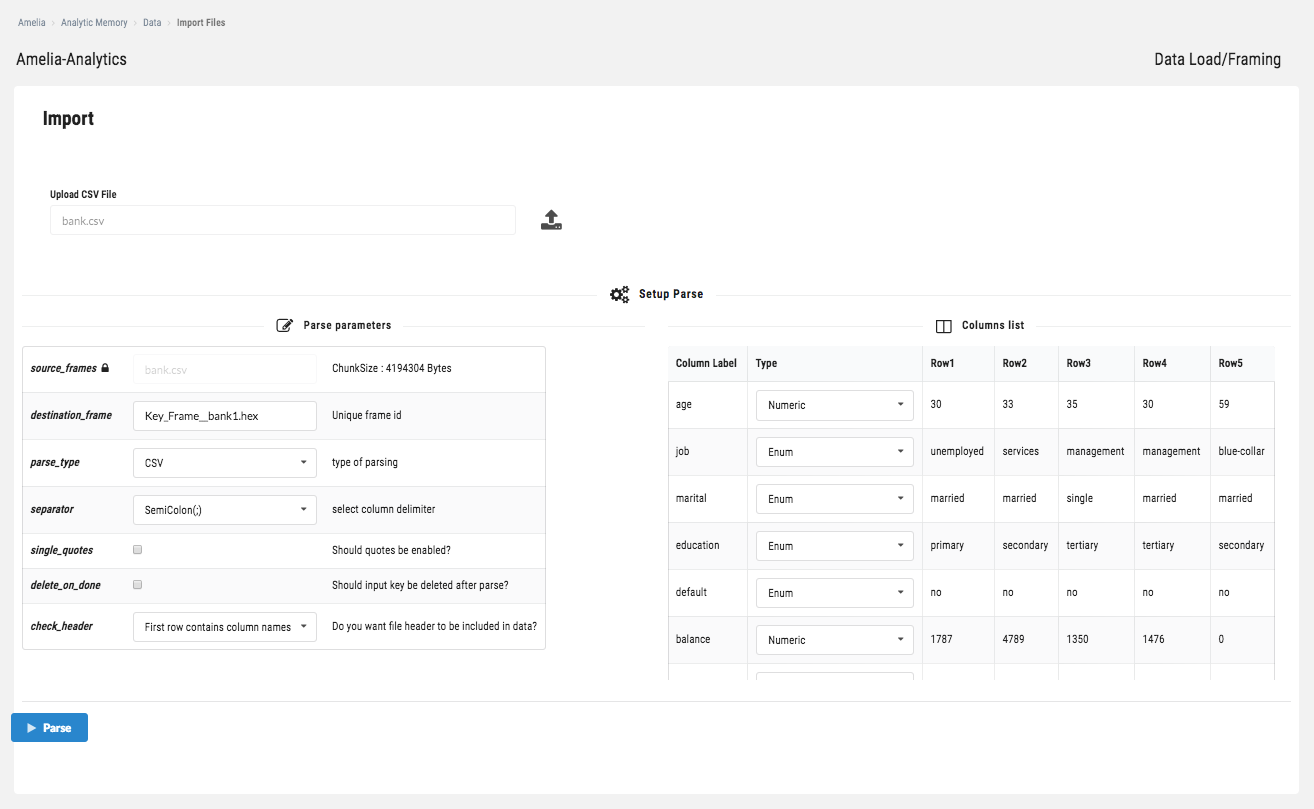 Amelia › Analytic Memory › Data › Import Files
Amelia-Analytics
Data Load/Framing
Import
Upload CSV File
bank.csv
Setup Parse
Parse parameters
source_frames bank.csv ChunkSize : 4194304 Bytes
destination_frame Key_Frame__bank1.hex Unique frame id
parse_type CSV type of parsing
separator SemiColon(;) select column delimiter
single_quotes Should quotes be enabled?
delete_on_done Should input key be deleted after parse?
check_header First row contains column names Do you want file header to be included in data?
Columns list
Column Label Type Row1 Row2 Row3 Row4 Row5
age Numeric 30 33 35 30 59
job Enum unemployed services management management blue-collar
marital Enum married married single married married
education Enum primary secondary tertiary tertiary secondary
default Enum no no no no no
balance Numeric 1787 4789 1350 1476 0
Parse